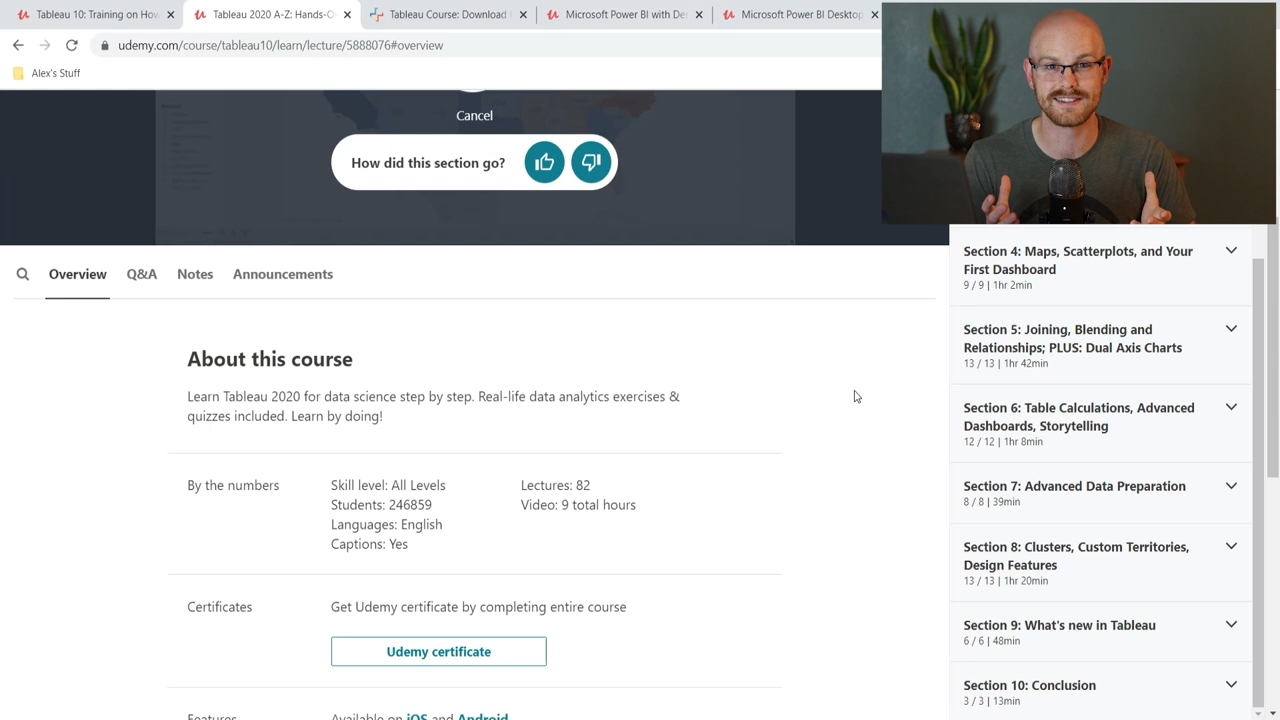 Tableau 10: Training on How
Tableau 2020 A-Z: Hands-O
Tableau Course: Download
Microsoft Power BI with De
Microsoft Power BI Desktop
udemy.com/course/tableau10/learn/lecture/5888076#overview
Alex's Stuff
Cancel
How did this section go?
Overview
Q&A
Notes
Announcements
About this course
Learn Tableau 2020 for data science step by step. Real-life data analytics exercises &
quizzes included. Learn by doing!
By the numbers
Skill level: All Levels
Students: 246859
Languages: English
Captions: Yes
Lectures: 82
Video: 9 total hours
Certificates
Get Udemy certificate by completing entire course
Udemy certificate
Features
Available on iOS and Android
Section 4: Maps, Scatterplots, and Your
First Dashboard
9 / 9 | 1hr 2min
Section 5: Joining, Blending and
Relationships; PLUS: Dual Axis Charts
13 / 13 | 1hr 42min
Section 6: Table Calculations, Advanced
Dashboards, Storytelling
12 / 12 | 1hr 8min
Section 7: Advanced Data Preparation
8 / 8 | 39min
Section 8: Clusters, Custom Territories,
Design Features
13 / 13 | 1hr 20min
Section 9: What's new in Tableau
6 / 6 | 48min
Section 10: Conclusion
3 / 3 | 13min